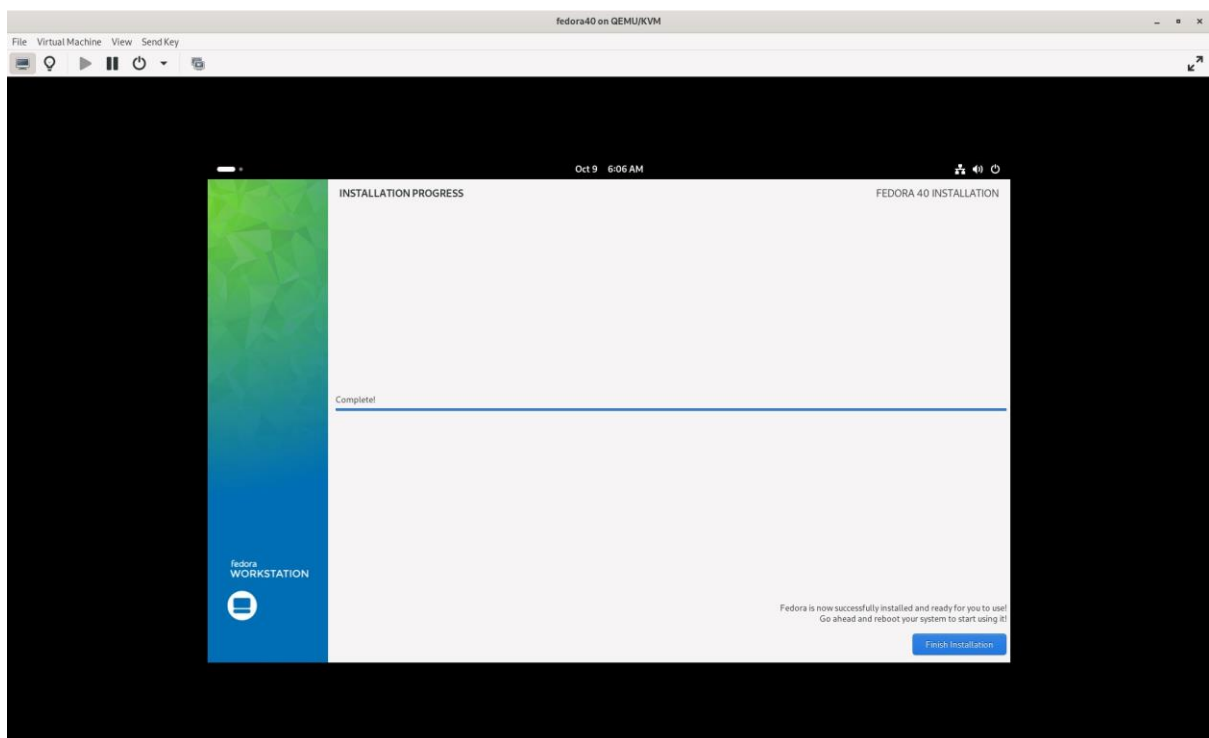 fedora40 on QEMU/KVM
File Virtual Machine View Send Key
Oct 9 6:06 AM
INSTALLATION PROGRESS
FEDORA 40 INSTALLATION
Complete!
fedora
WORKSTATION
Fedora is now successfully installed and ready for you to use!
Go ahead and reboot your system to start using it!
Finish Installation